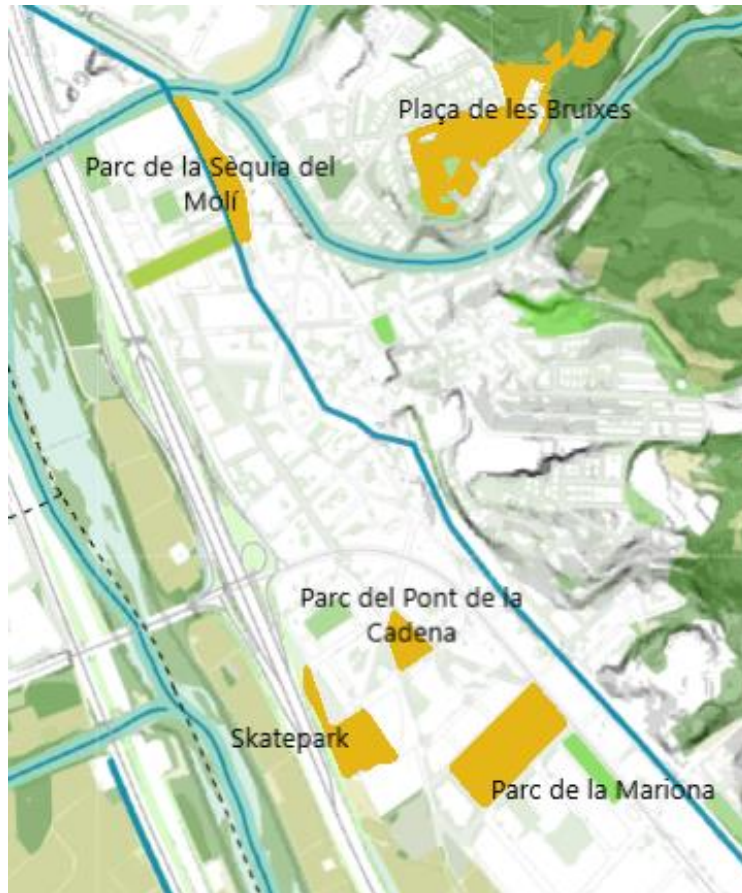 Plaça de les Bruixes
Parc de la Sèquia del
Molí
Parc del Pont de la
Cadena
Skatepark
Parc de la Mariona